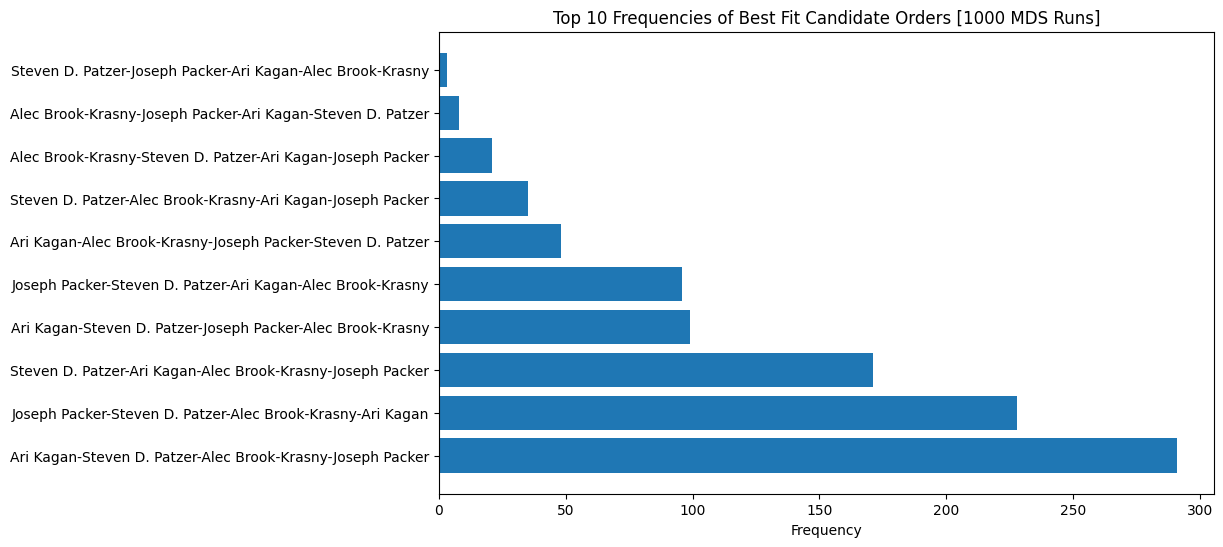 Top 10 Frequencies of Best Fit Candidate Orders [1000 MDS Runs]
Steven D. Patzer-Joseph Packer-Ari Kagan-Alec Brook-Krasny
Alec Brook-Krasny-Joseph Packer-Ari Kagan-Steven D. Patzer
Alec Brook-Krasny-Steven D. Patzer-Ari Kagan-Joseph Packer
Steven D. Patzer-Alec Brook-Krasny-Ari Kagan-Joseph Packer
Ari Kagan-Alec Brook-Krasny-Joseph Packer-Steven D. Patzer
Joseph Packer-Steven D. Patzer-Ari Kagan-Alec Brook-Krasny
Ari Kagan-Steven D. Patzer-Joseph Packer-Alec Brook-Krasny
Steven D. Patzer-Ari Kagan-Alec Brook-Krasny-Joseph Packer
Joseph Packer-Steven D. Patzer-Alec Brook-Krasny-Ari Kagan
Ari Kagan-Steven D. Patzer-Alec Brook-Krasny-Joseph Packer
0 50 100 150 200 250 300
Frequency